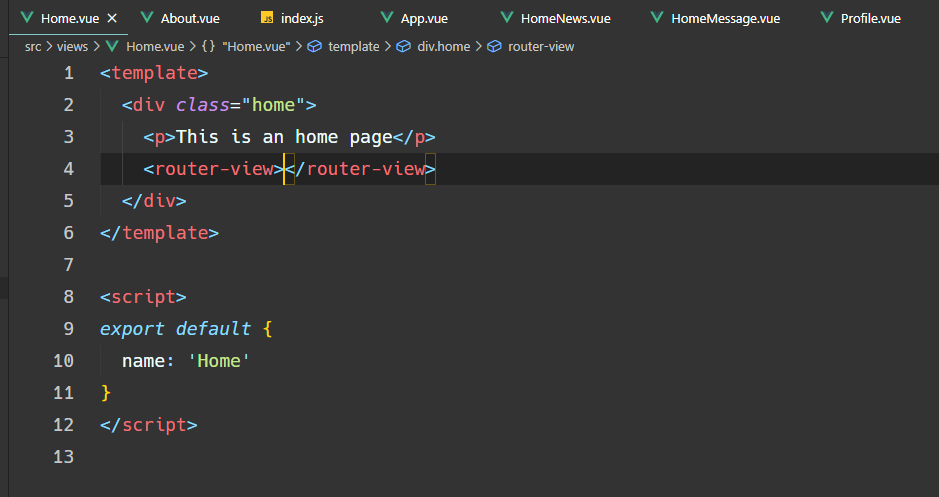 Home.vue
About.vue
JS index.js
App.vue
HomeNews.vue
HomeMessage.vue
Profile.vue
src > views > Home.vue > {} "Home.vue" > template > div.home > router-view
1 <template>
2 <div class="home">
3 <p>This is an home page</p>
4 <router-view></router-view>
5 </div>
6 </template>
7
8 <script>
9 export default {
10 name: 'Home'
11 }
12 </script>
13